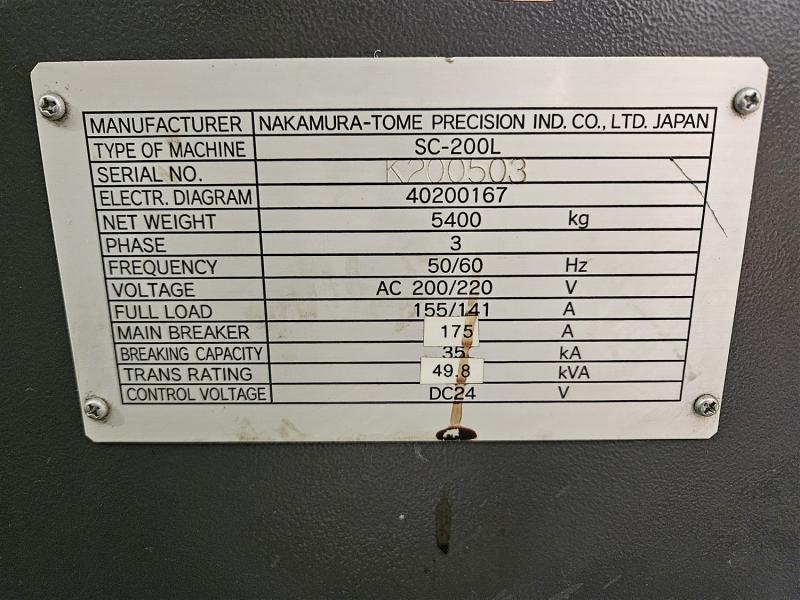 MANUFACTURER NAKAMURA-TOME PRECISION IND. CO., LTD. JAPAN
TYPE OF MACHINE SC-200L
SERIAL NO. K200503
ELECTR. DIAGRAM 40200167
NET WEIGHT 5400 kg
PHASE 3
FREQUENCY 50/60 Hz
VOLTAGE AC 200/220 V
FULL LOAD 155/141 A
MAIN BREAKER 175 A
BREAKING CAPACITY 35 kA
TRANS RATING 49.8 kVA
CONTROL VOLTAGE DC24 V